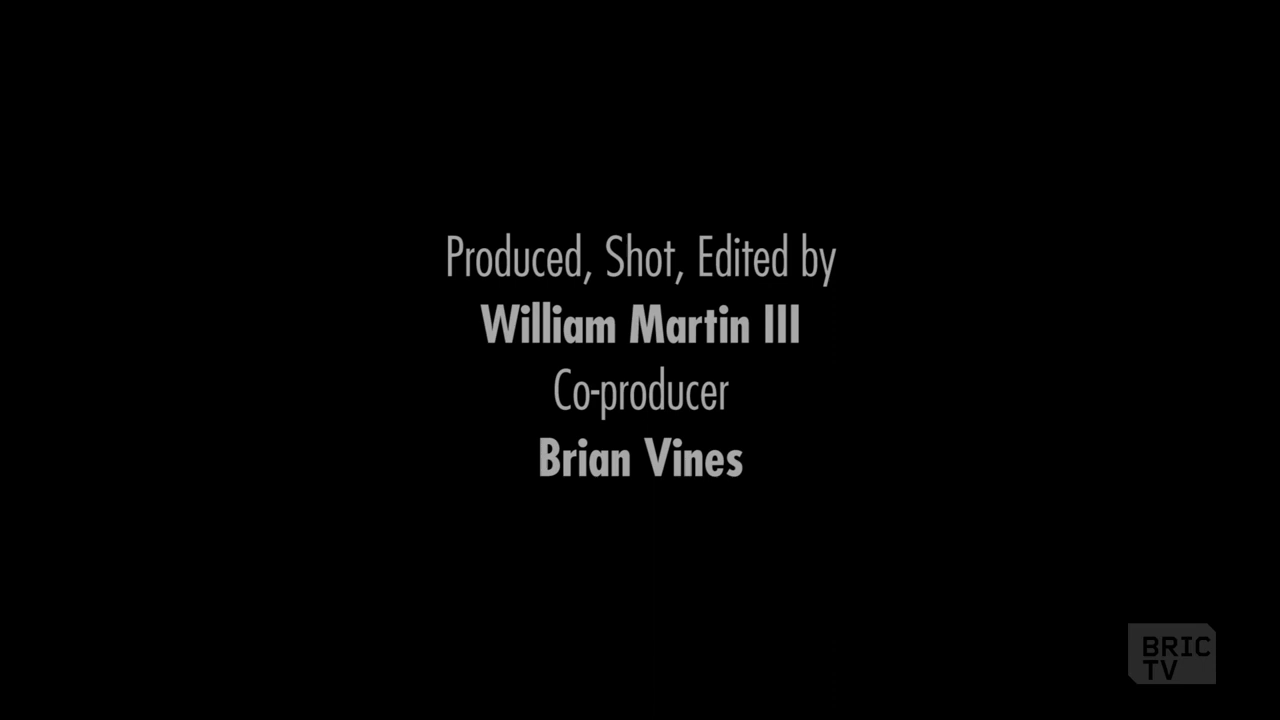 Produced, Shot, Edited by
William Martin III
Co-producer
Brian Vines
BRIC
TV